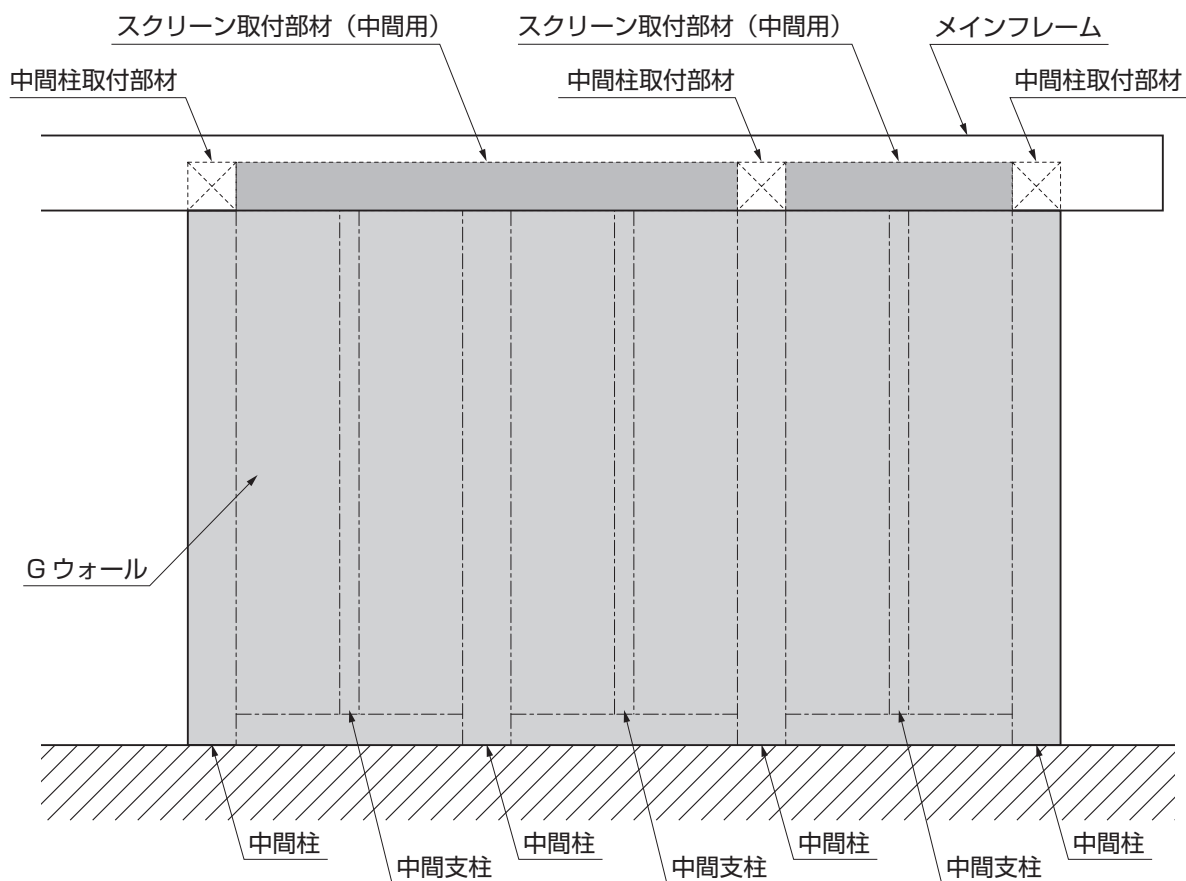 スクリーン取付部材（中間用）
スクリーン取付部材（中間用）
メインフレーム
中間柱取付部材
中間柱取付部材
中間柱取付部材
G ウォール
中間柱
中間柱
中間柱
中間柱
中間支柱
中間支柱
中間支柱